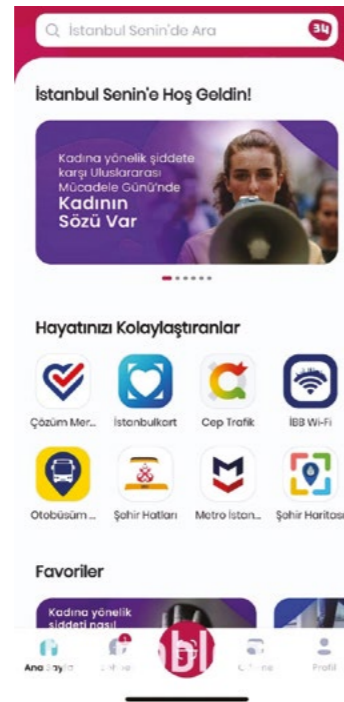 İstanbul Senin'de Ara
34
İstanbul Senin'e Hoş Geldin!
Kadına yönelik şiddete
karşı Uluslararası
Mücadele Günü'nde
Kadının
Sözü Var
Hayatınızı Kolaylaştıranlar
Çözüm Mer... İstanbulkart Cep Trafik İBB Wi-Fi
Otobüsüm ... Şehir Hatları Metro İstan... Şehir Haritası
Favoriler
Kadına yönelik
şiddeti nasıl
Ana Sayfa Profil